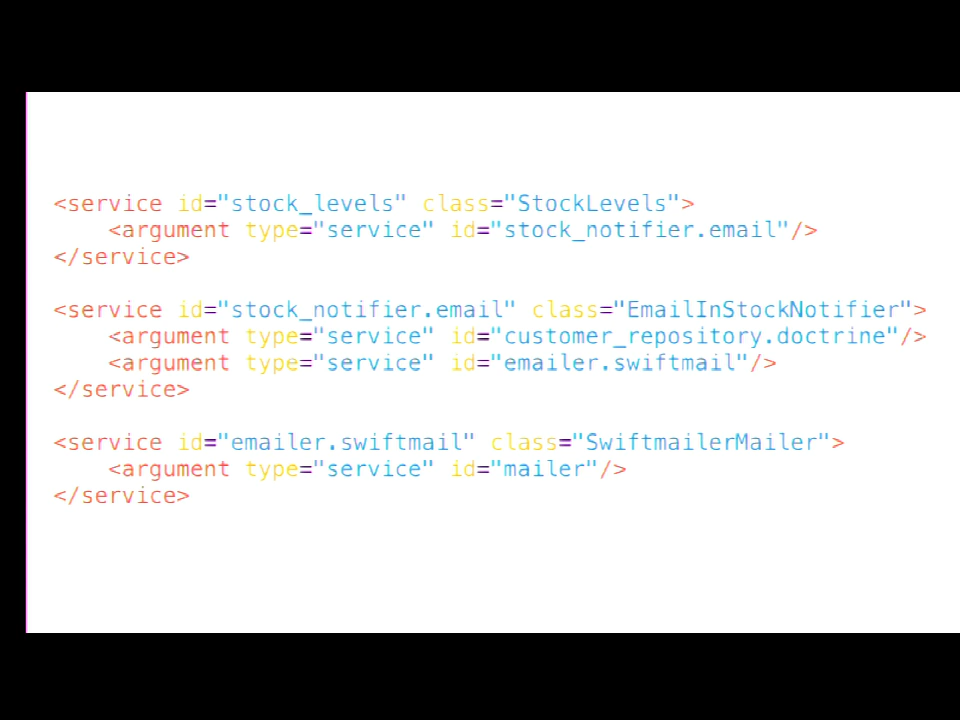 <service id="stock_levels" class="StockLevels">
    <argument type="service" id="stock_notifier.email"/>
</service>

<service id="stock_notifier.email" class="EmailInStockNotifier">
    <argument type="service" id="customer_repository.doctrine"/>
    <argument type="service" id="emailer.swiftmail"/>
</service>

<service id="emailer.swiftmail" class="SwiftmailerMailer">
    <argument type="service" id="mailer"/>
</service>